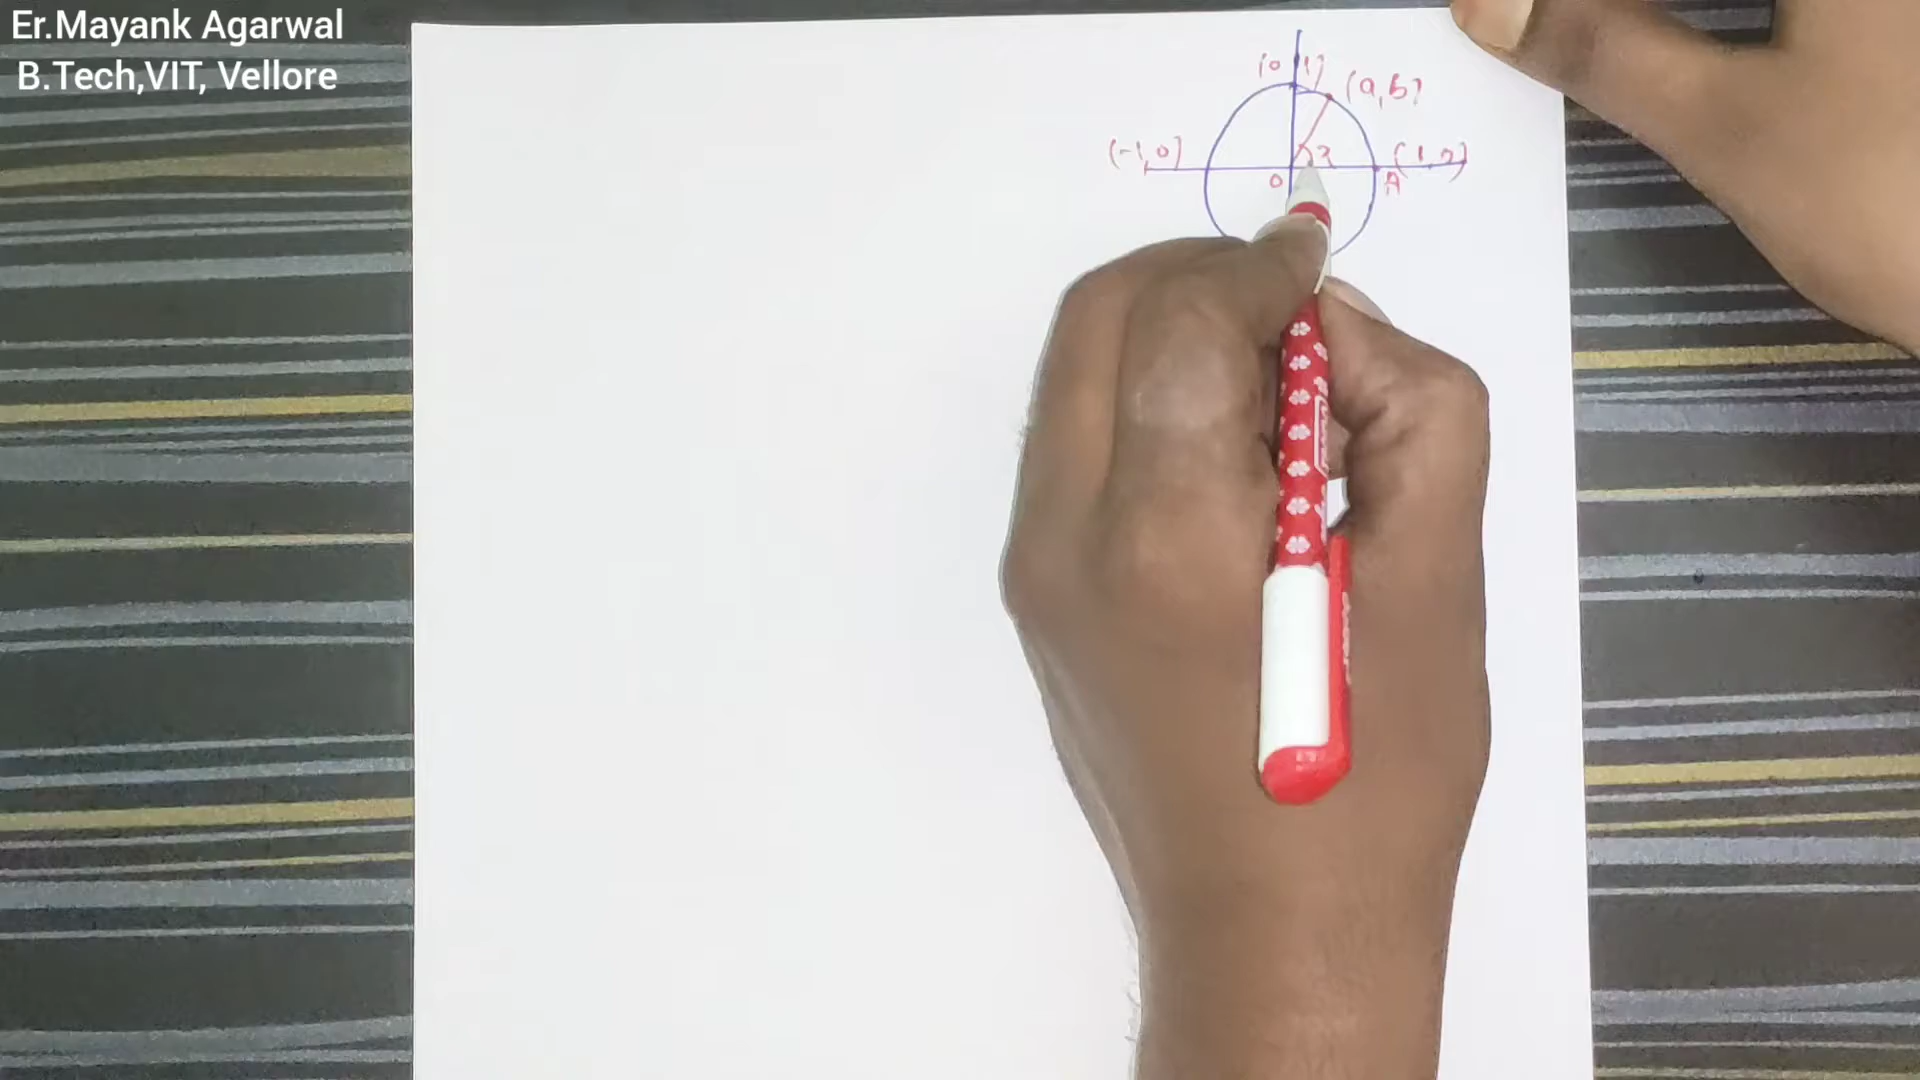 Er.Mayank Agarwal
B.Tech,VIT, Vellore
(0,1)
(a,b)
(-1,0)
x
(1,0)
O
A